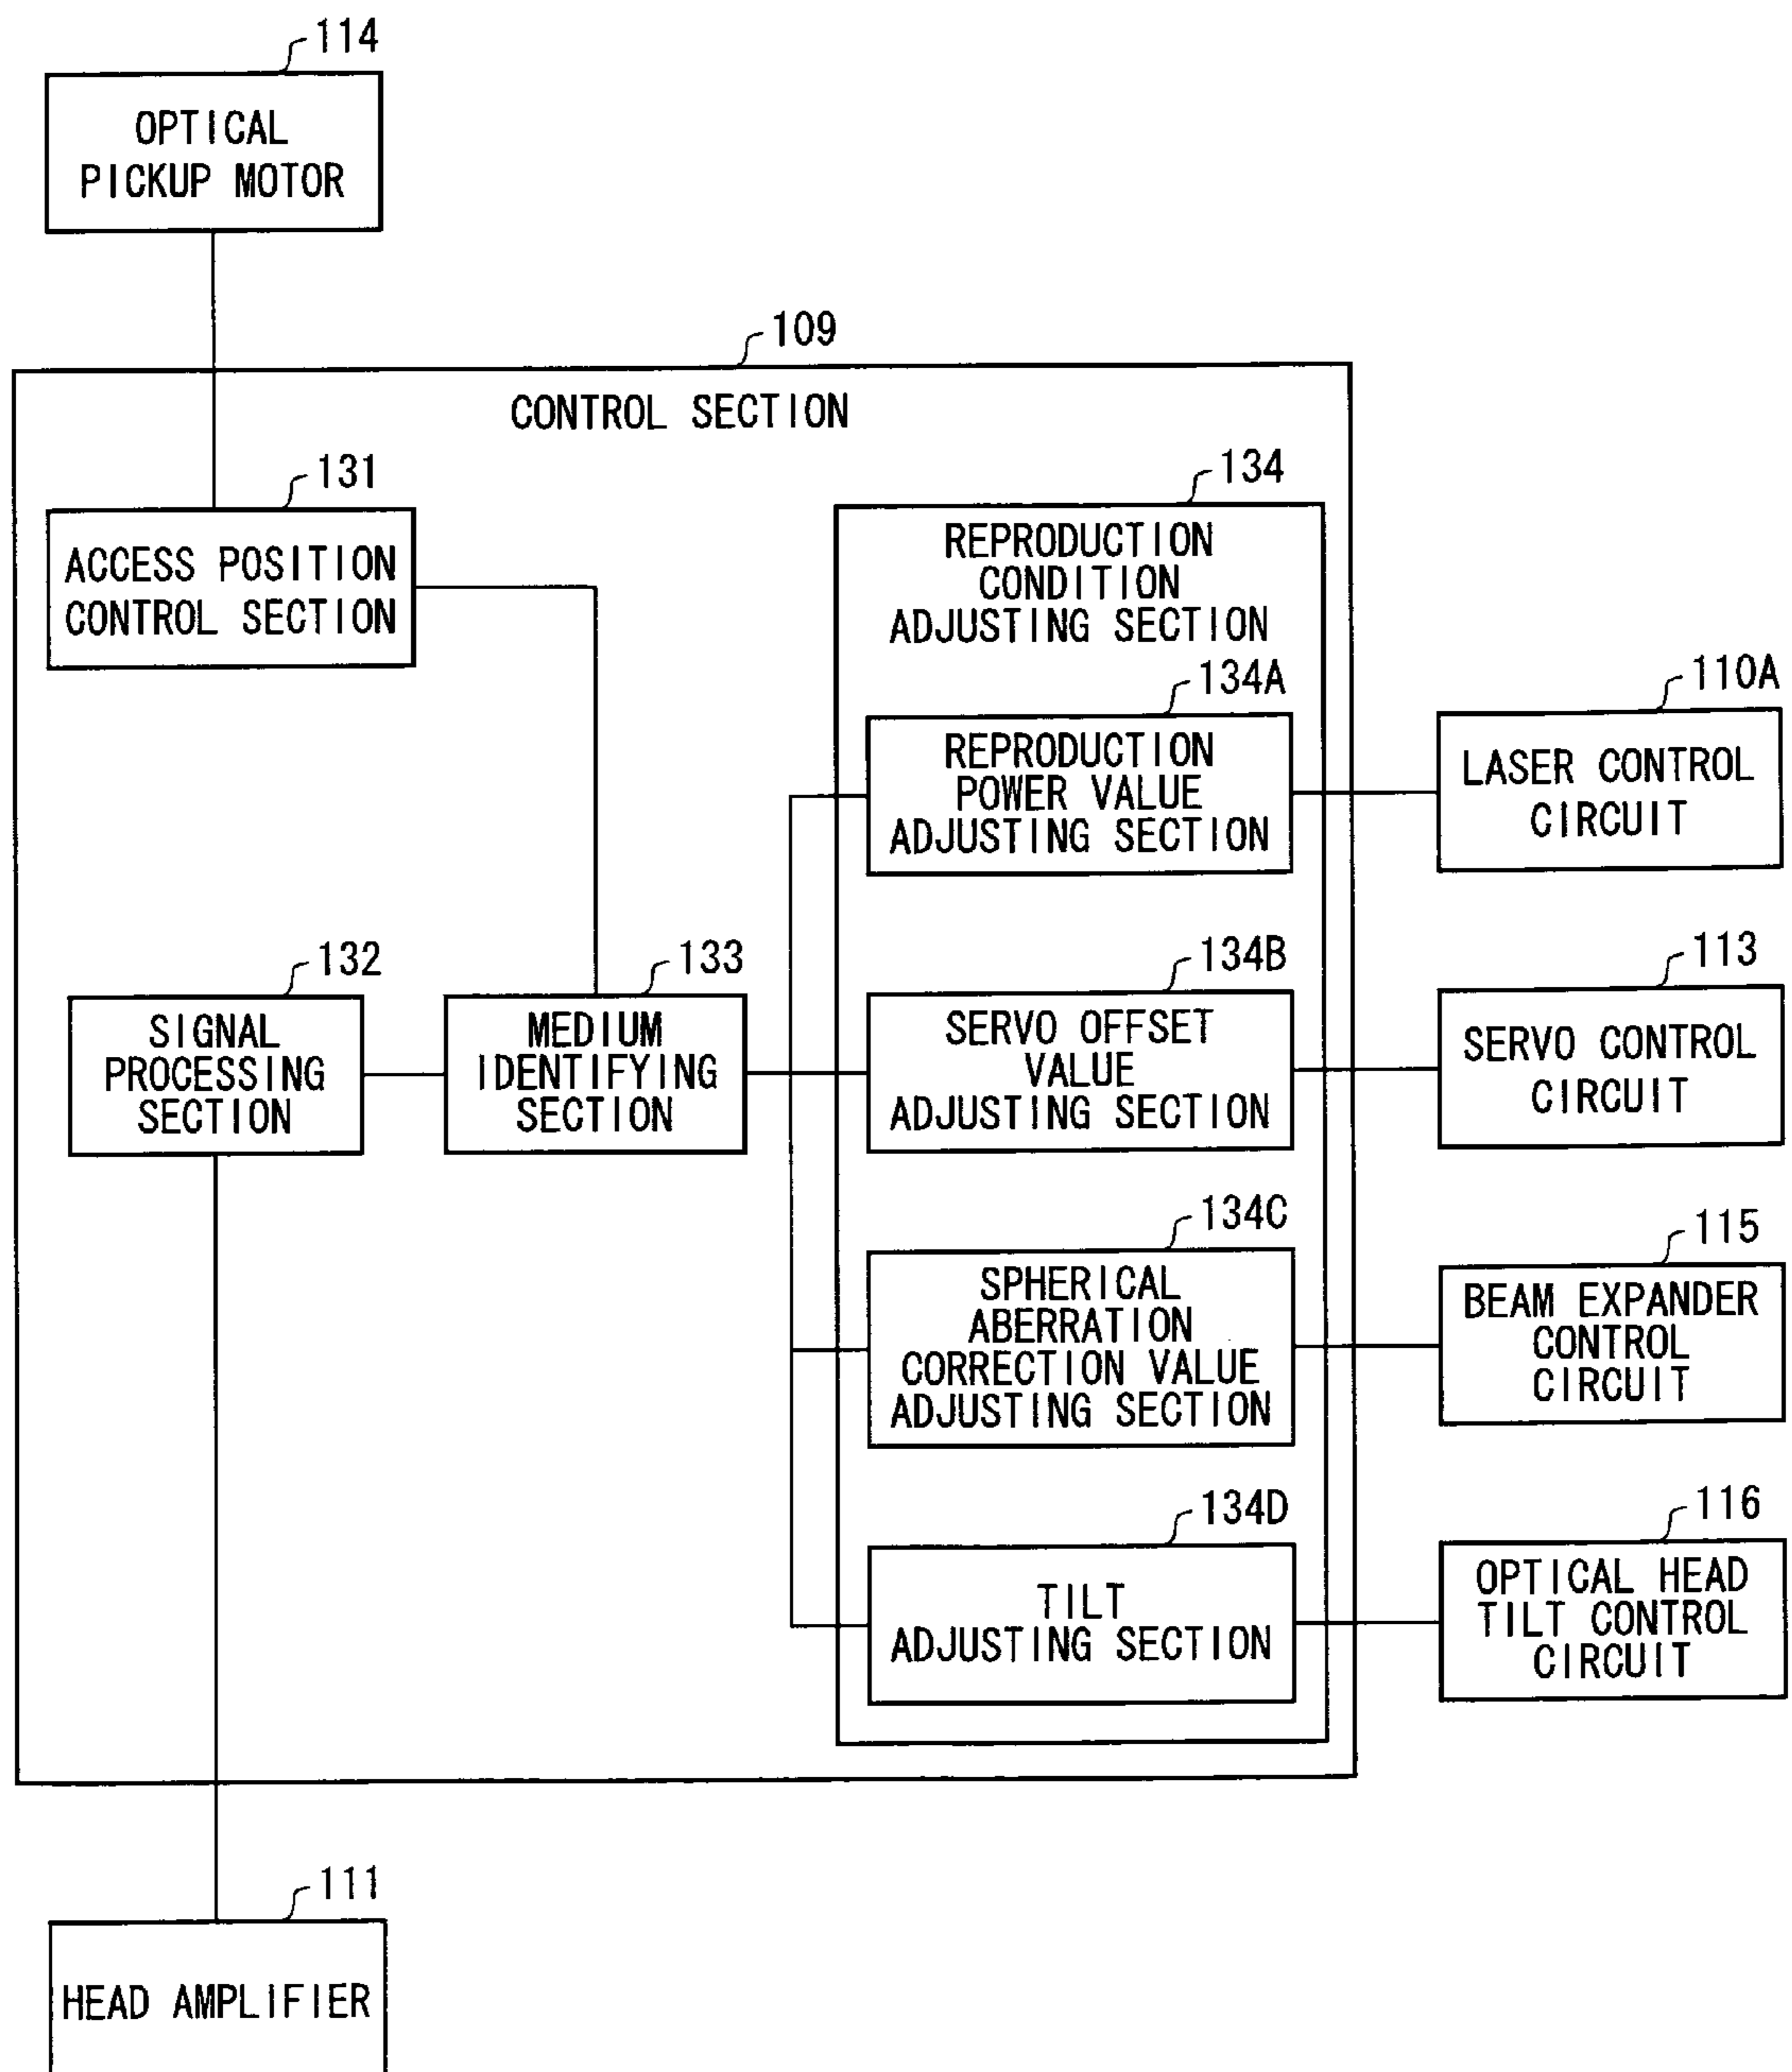 114
OPTICAL
PICKUP MOTOR
109
CONTROL SECTION
131
ACCESS POSITION
CONTROL SECTION
134
REPRODUCTION
CONDITION
ADJUSTING SECTION
134A
REPRODUCTION
POWER VALUE
ADJUSTING SECTION
110A
LASER CONTROL
CIRCUIT
132
SIGNAL
PROCESSING
SECTION
133
MEDIUM
IDENTIFYING
SECTION
134B
SERVO OFFSET
VALUE
ADJUSTING SECTION
113
SERVO CONTROL
CIRCUIT
134C
SPHERICAL
ABERRATION
CORRECTION VALUE
ADJUSTING SECTION
115
BEAM EXPANDER
CONTROL
CIRCUIT
134D
TILT
ADJUSTING SECTION
116
OPTICAL HEAD
TILT CONTROL
CIRCUIT
111
HEAD AMPLIFIER